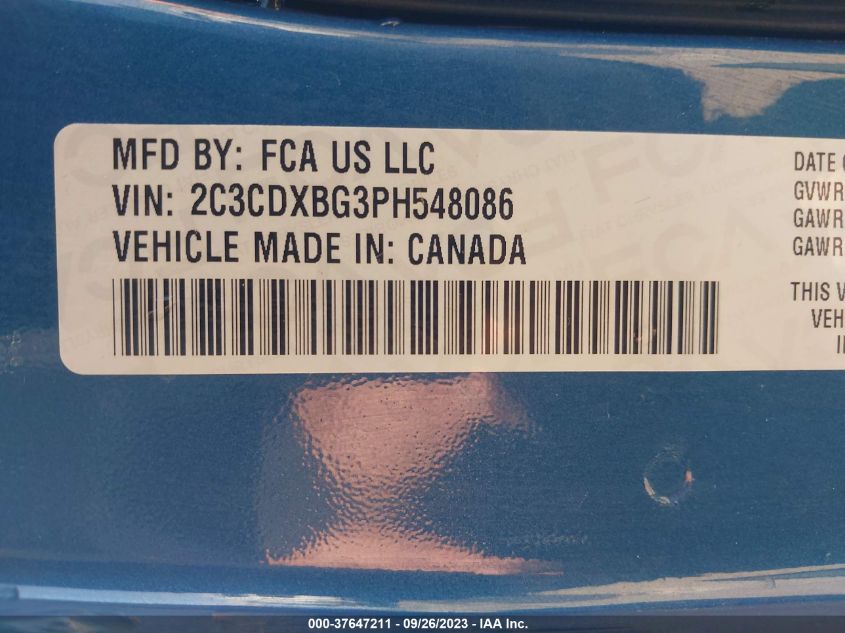 MFD BY: FCA US LLC
VIN: 2C3CDXBG3PH548086
VEHICLE MADE IN: CANADA
DATE
GVWR
GAWR
GAWR
THIS
000-37647211 - 09/26/2023 - IAA Inc.